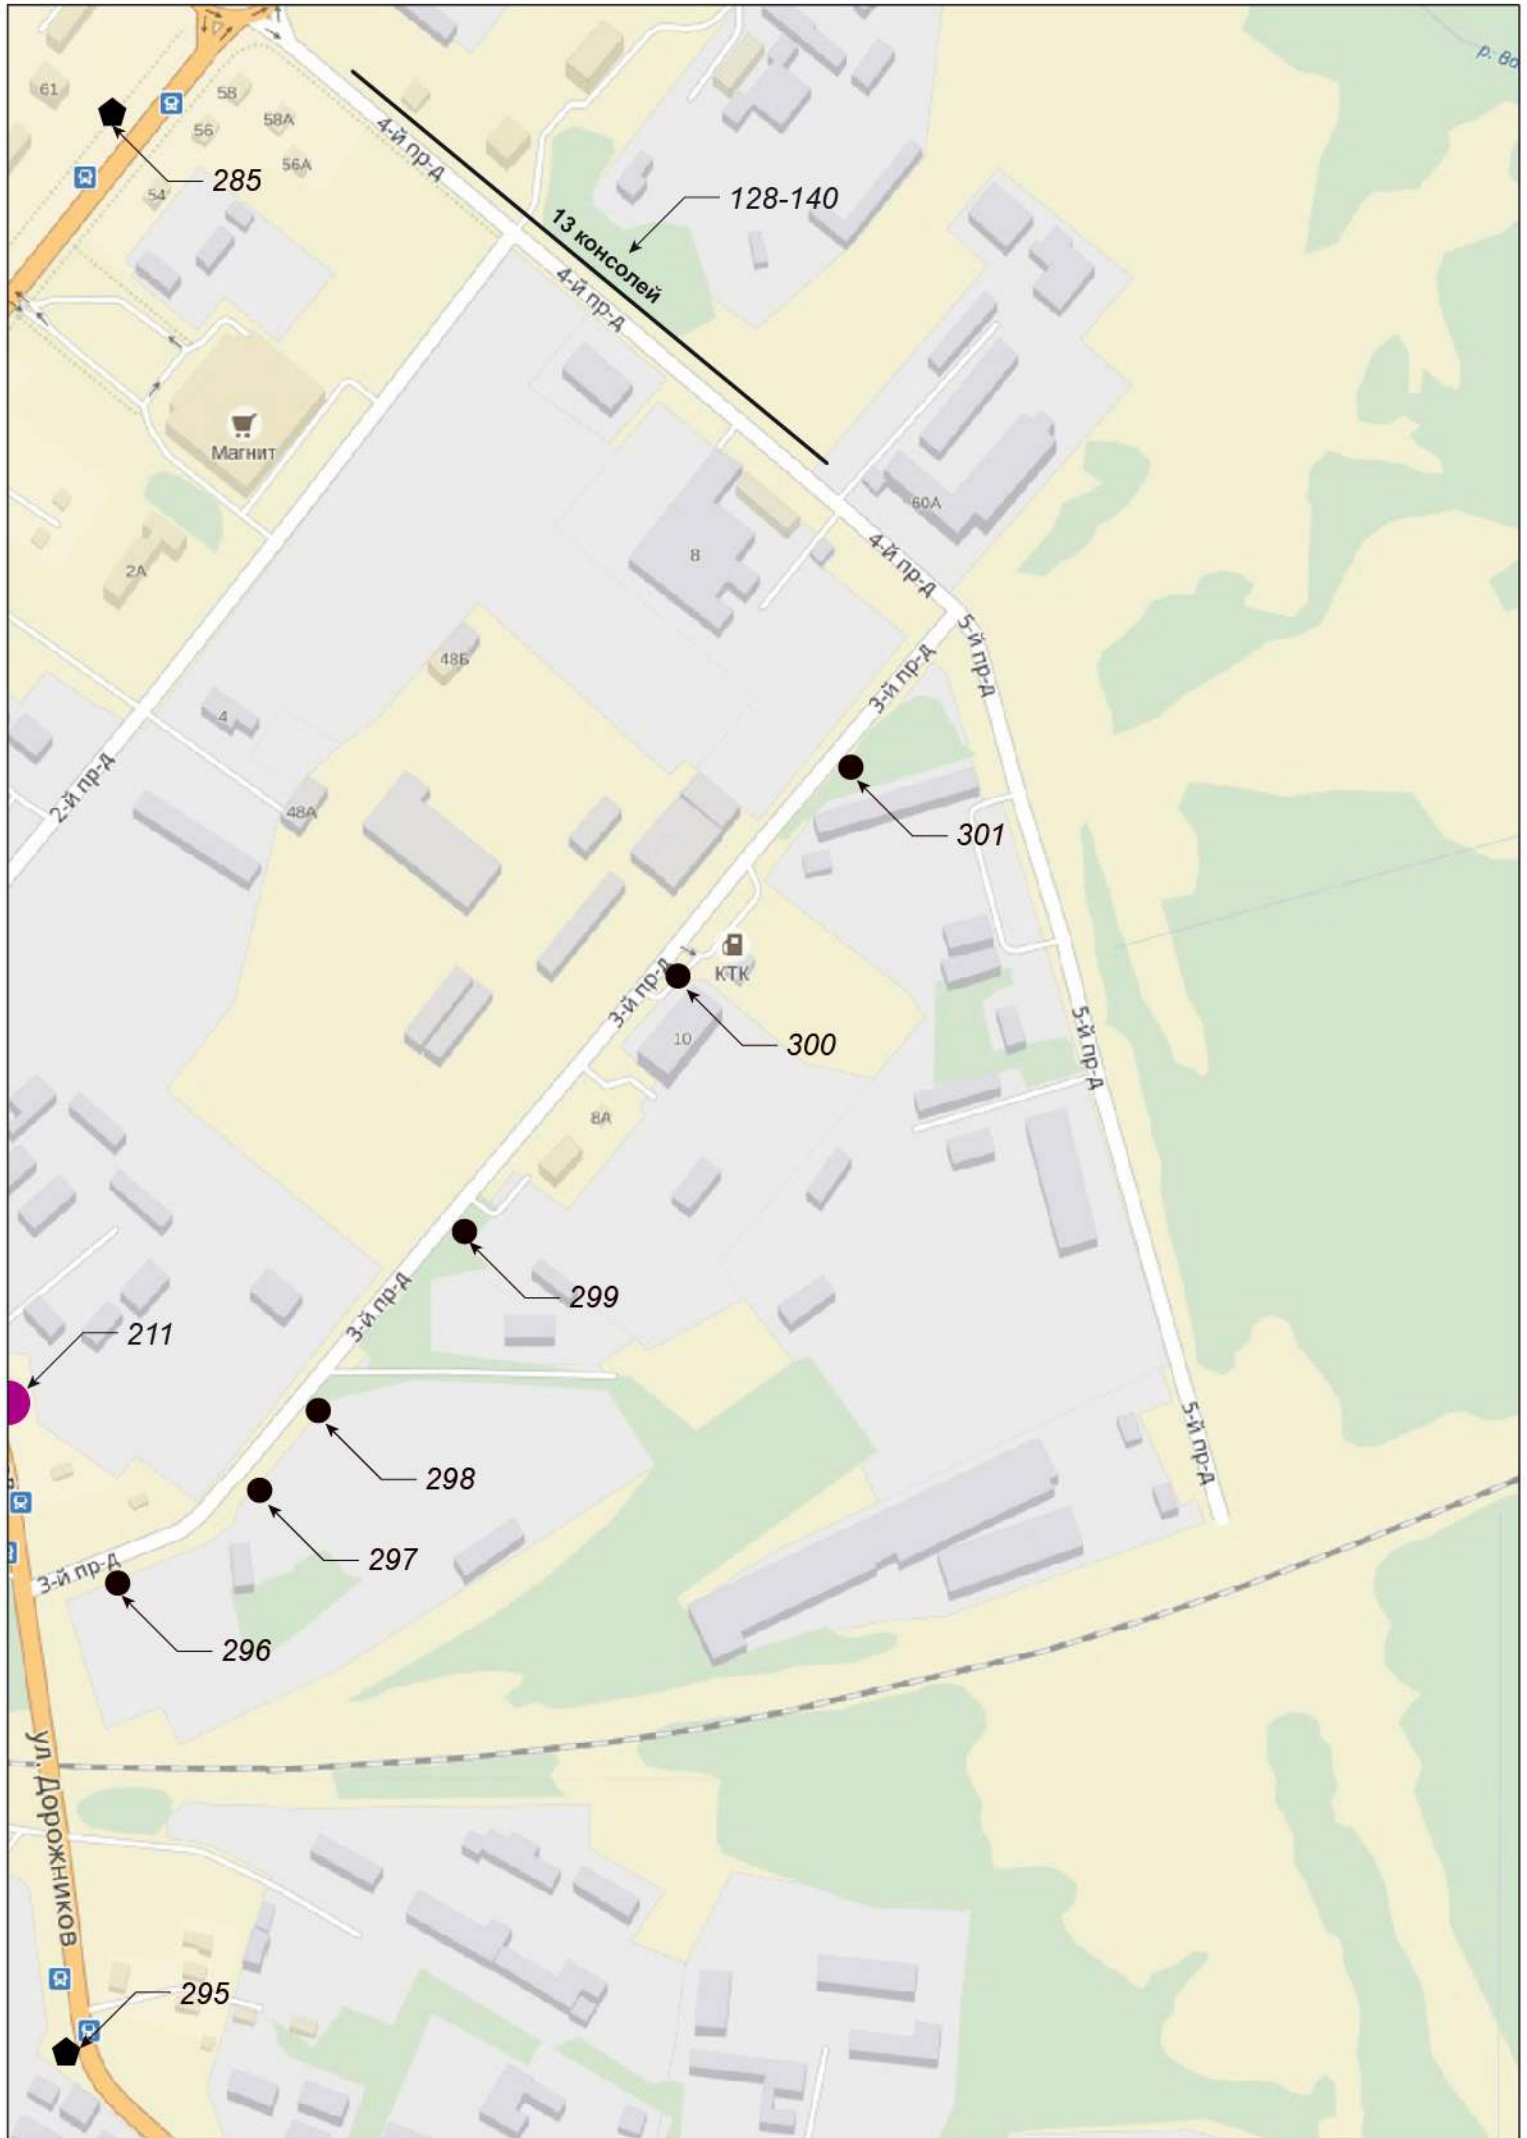 р. Во
61
58
58А
56
56А
54
285
4-й пр-д
128-140
13 консолей
4-й пр-д
Магнит
60А
8
4-й пр-д
2А
5-й пр-д
48Б
3-й пр-д
4
2-й пр-д
48А
301
КТК
3-й пр-д
10
300
5-й пр-д
8А
299
3-й пр-д
211
298
5-й пр-д
297
3-й пр-д
296
ул. Дорожников
295